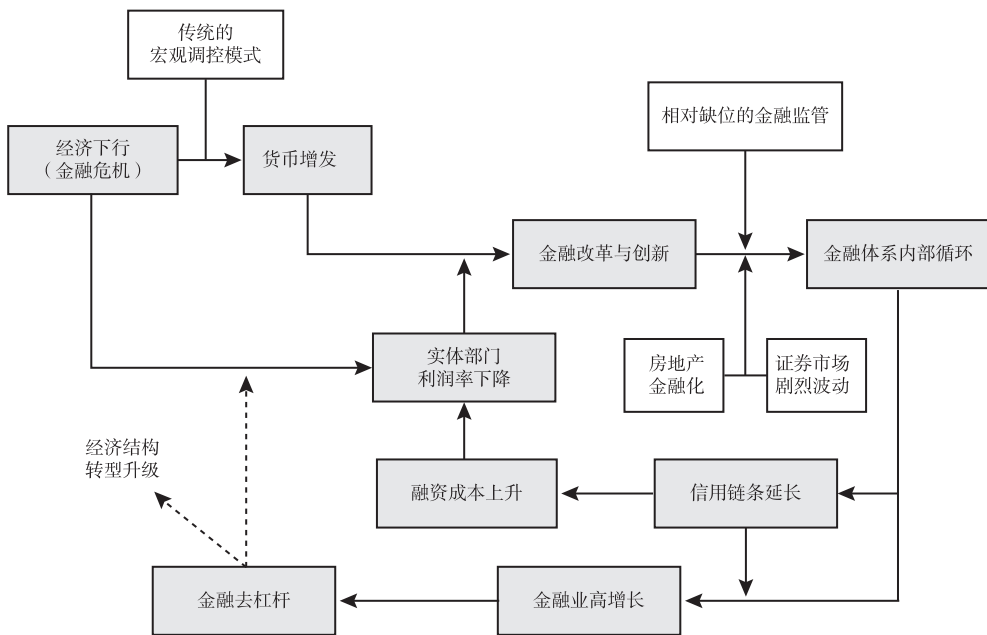 传统的
宏观调控模式
相对缺位的金融监管
经济下行
（金融危机）
货币增发
金融改革与创新
金融体系内部循环
实体部门
利润率下降
房地产
金融化
证券市场
剧烈波动
经济结构
转型升级
融资成本上升
信用链条延长
金融去杠杆
金融业高增长